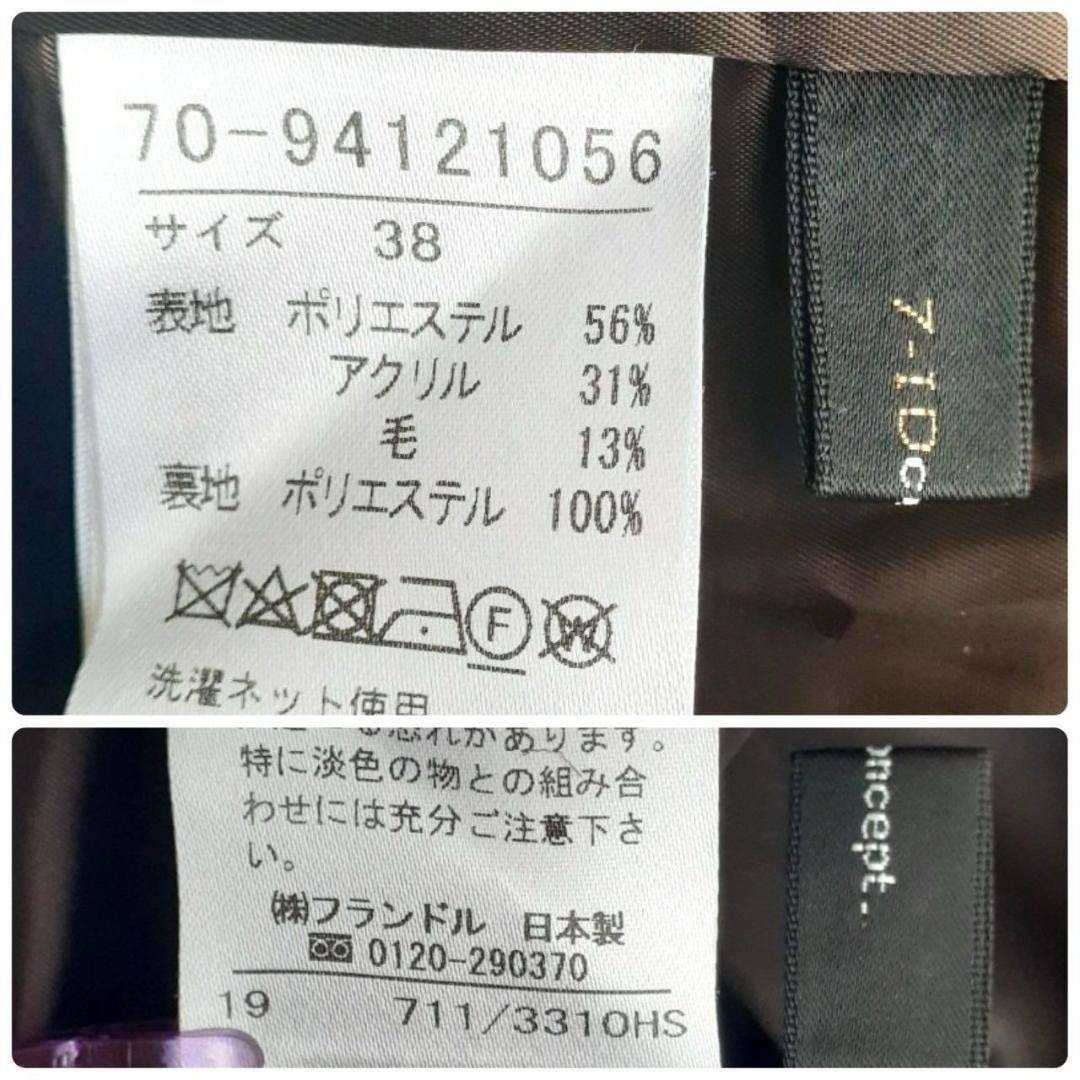 70-94121056
サイズ 38
表地 ポリエステル 56%
アクリル 31%
毛 13%
裏地 ポリエステル 100%
F
W
洗濯ネット使用
7-IDc
恐れがあります。
特に淡色の物との組み合
わせには充分ご注意下さ
い。
㈱フランドル 日本製
0120-290370
19 711/3310HS
oncept.